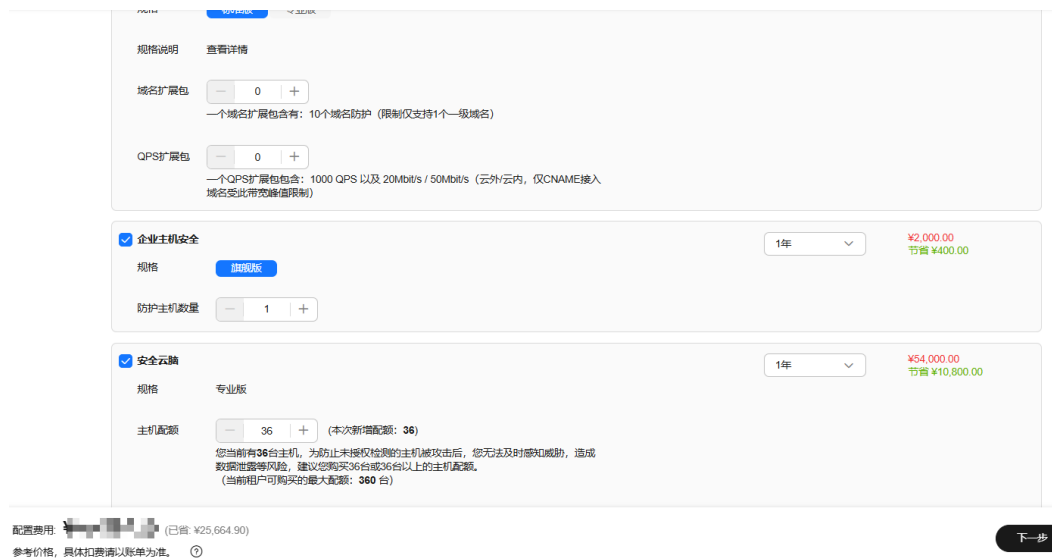 规格 标准版 专业版
规格说明 查看详情
域名扩展包 0
一个域名扩展包含有：10个域名防护（限制仅支持1个一级域名）
QPS扩展包 0
一个QPS扩展包包含：1000 QPS 以及 20Mbit/s / 50Mbit/s（云外/云内，仅CNAME接入
域名受此带宽峰值限制）
企业主机安全 1年 ¥2,000.00
节省 ¥400.00
规格 旗舰版
防护主机数量 1
安全云脑 1年 ¥54,000.00
节省 ¥10,800.00
规格 专业版
主机配额 36 (本次新增配额：36)
您当前有36台主机，为防止未授权检测的主机被攻击后，您无法及时感知威胁，造成
数据泄露等风险，建议您购买36台或36台以上的主机配额。
（当前租户可购买的最大配额：360 台）
配置费用: ¥ (已省: ¥25,664.90)
下一步
参考价格，具体扣费请以账单为准。